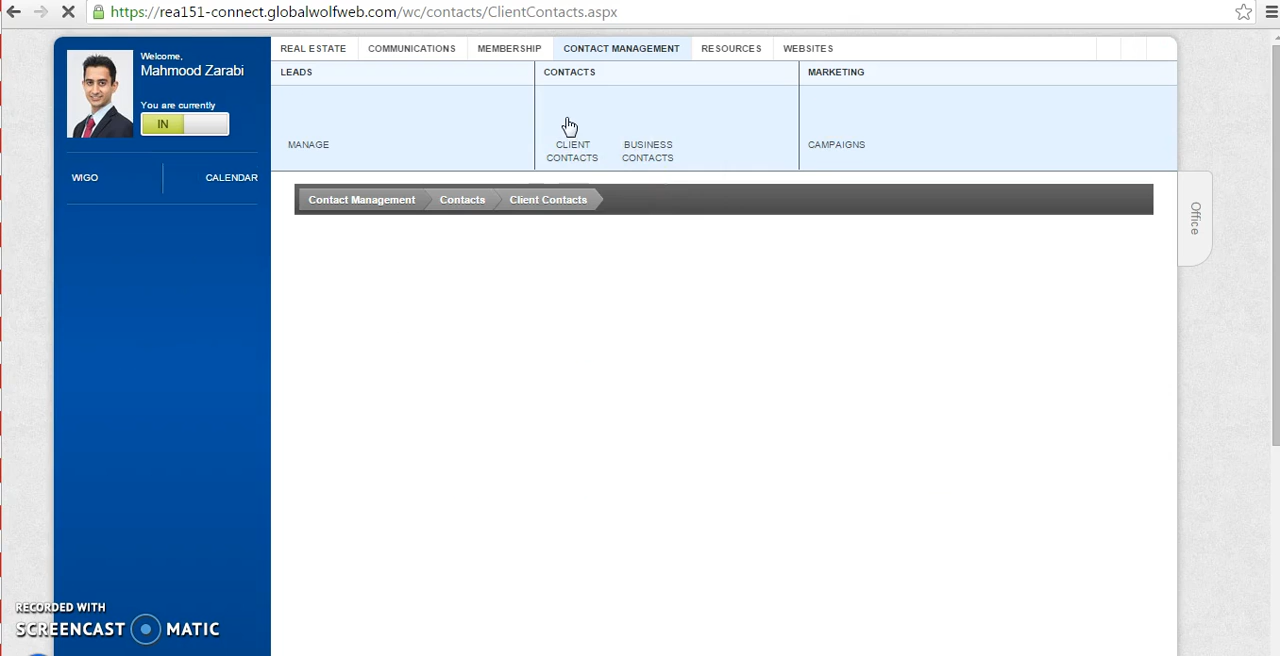 https://rea151-connect.globalwolfweb.com/wc/contacts/ClientContacts.aspx
Welcome,
Mahmood Zarabi
You are currently
IN
WIGO
CALENDAR
REAL ESTATE
COMMUNICATIONS
MEMBERSHIP
CONTACT MANAGEMENT
RESOURCES
WEBSITES
LEADS
CONTACTS
MARKETING
MANAGE
CLIENT
CONTACTS
BUSINESS
CONTACTS
CAMPAIGNS
Contact Management
Contacts
Client Contacts
Office
RECORDED WITH
SCREENCAST MATIC